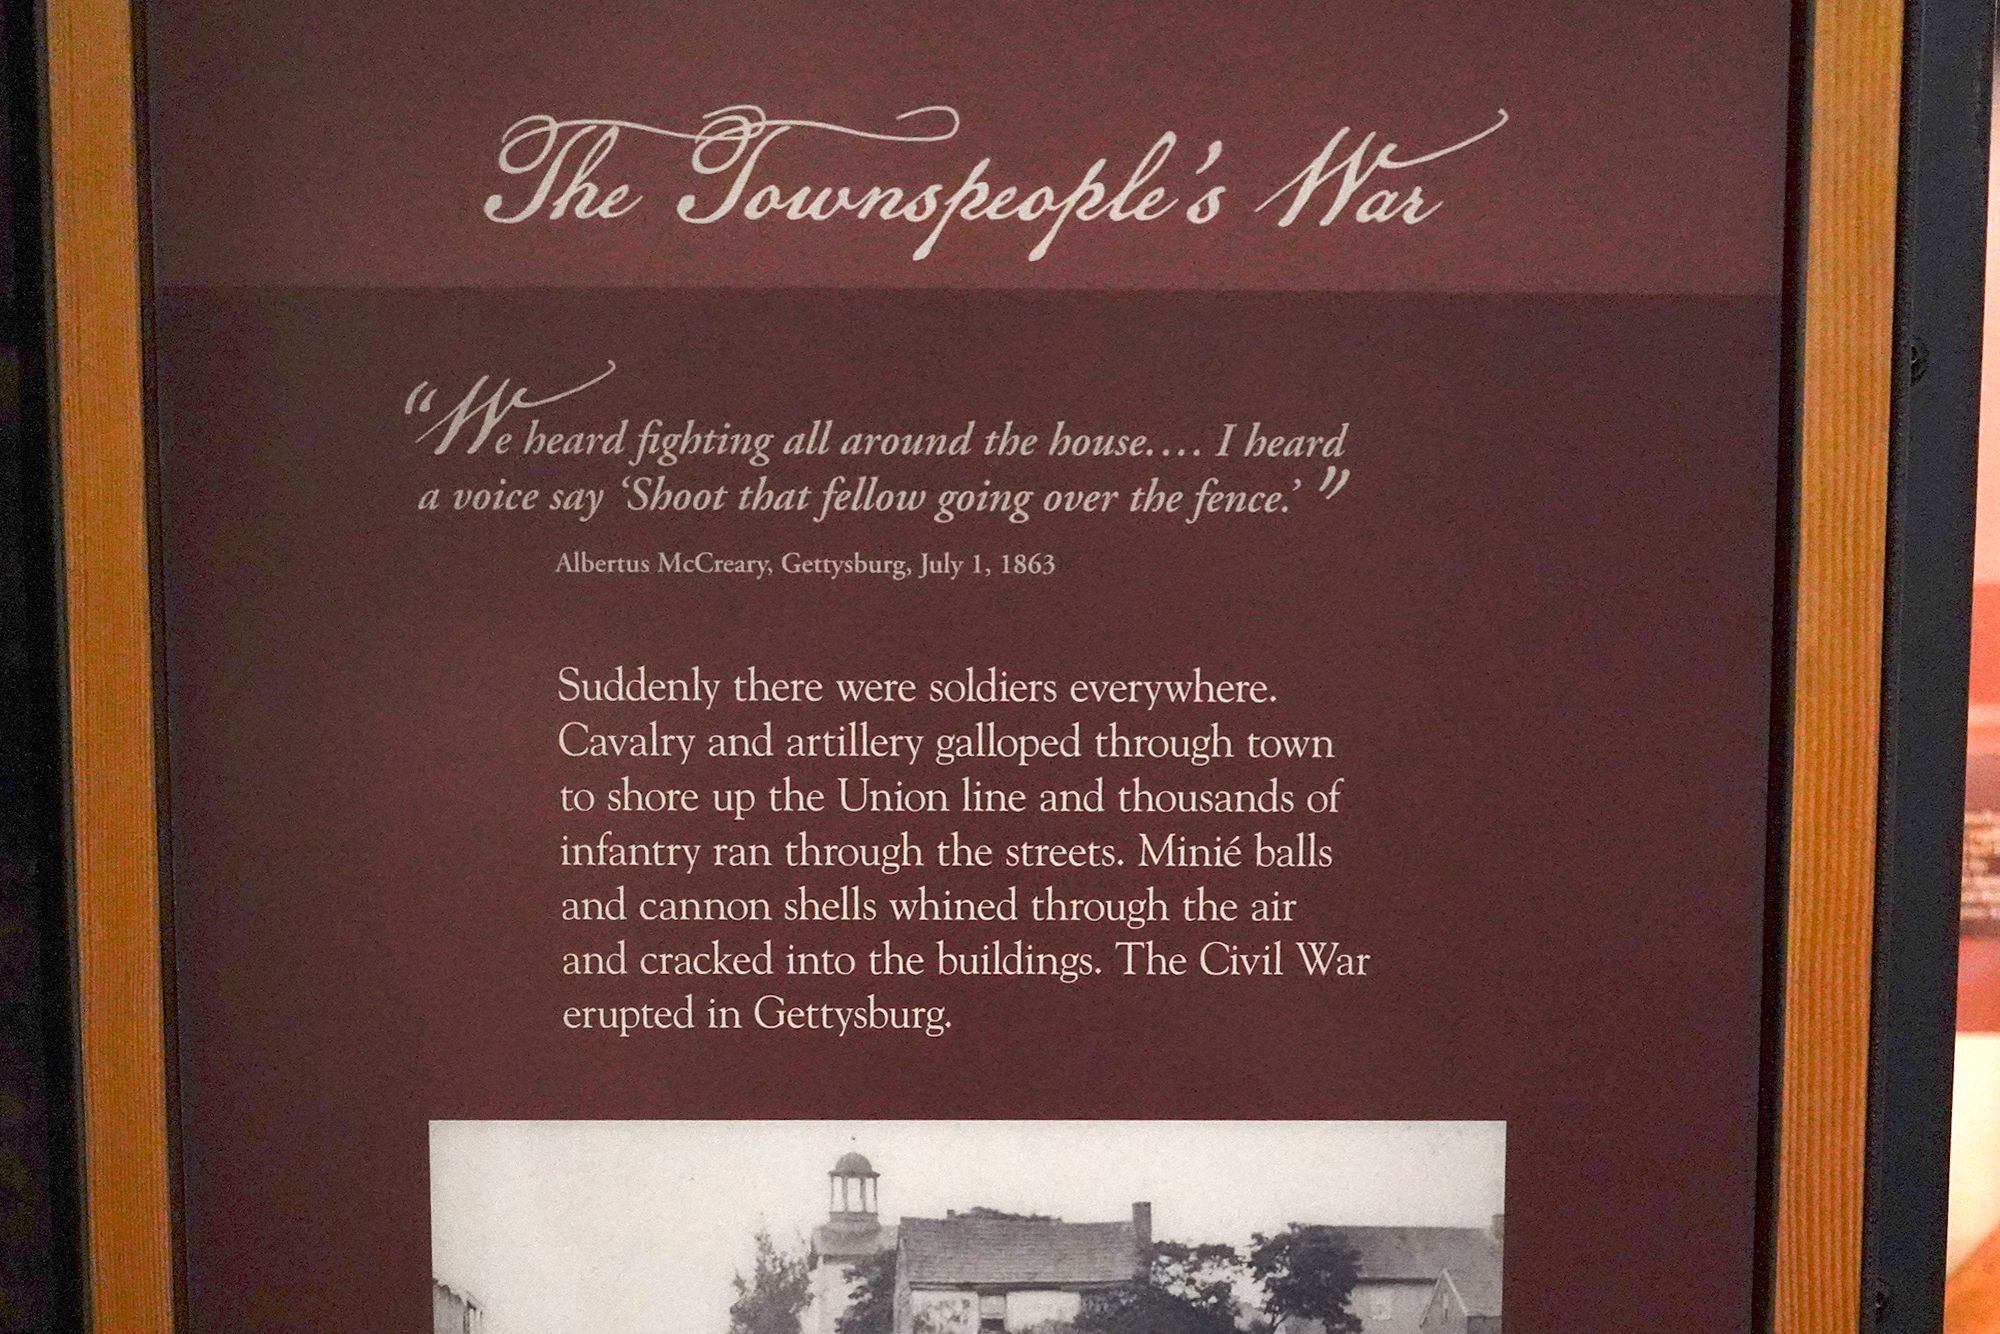 The Townspeople's War
“We heard fighting all around the house.... I heard
a voice say ‘Shoot that fellow going over the fence.’ ”
Albertus McCreary, Gettysburg, July 1, 1863
Suddenly there were soldiers everywhere.
Cavalry and artillery galloped through town
to shore up the Union line and thousands of
infantry ran through the streets. Minié balls
and cannon shells whined through the air
and cracked into the buildings. The Civil War
erupted in Gettysburg.